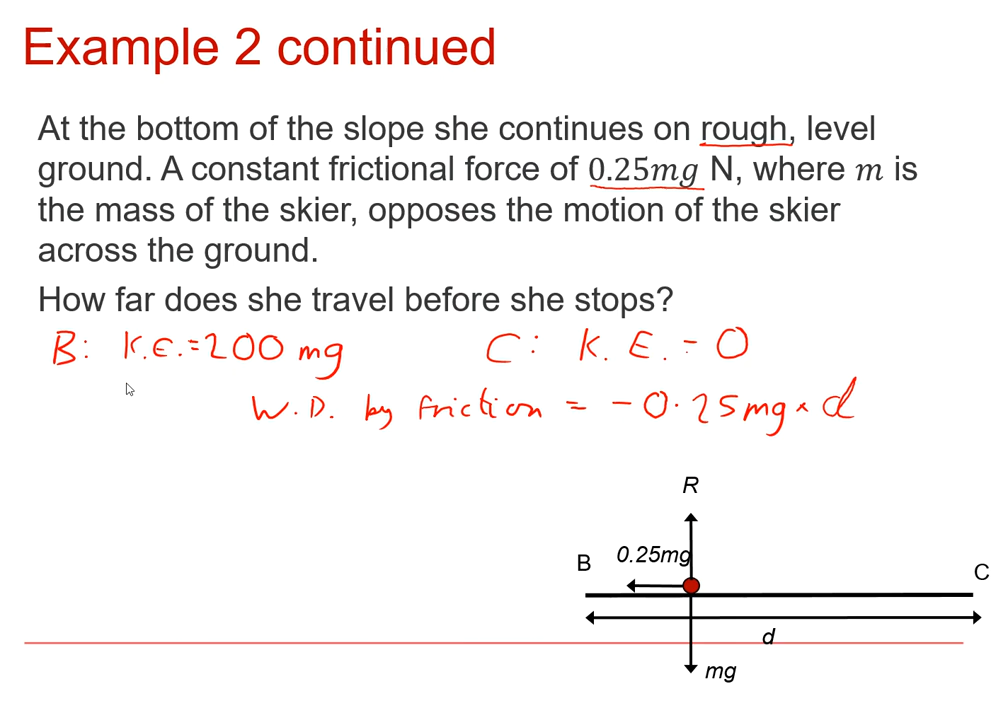 Example 2 continued
At the bottom of the slope she continues on rough, level
ground. A constant frictional force of 0.25mg N, where m is
the mass of the skier, opposes the motion of the skier
across the ground.
How far does she travel before she stops?
B: K.E.=200 mg C: K.E.=0
W.D. by friction = -0.25mg×d
R
B 0.25mg C
d
mg